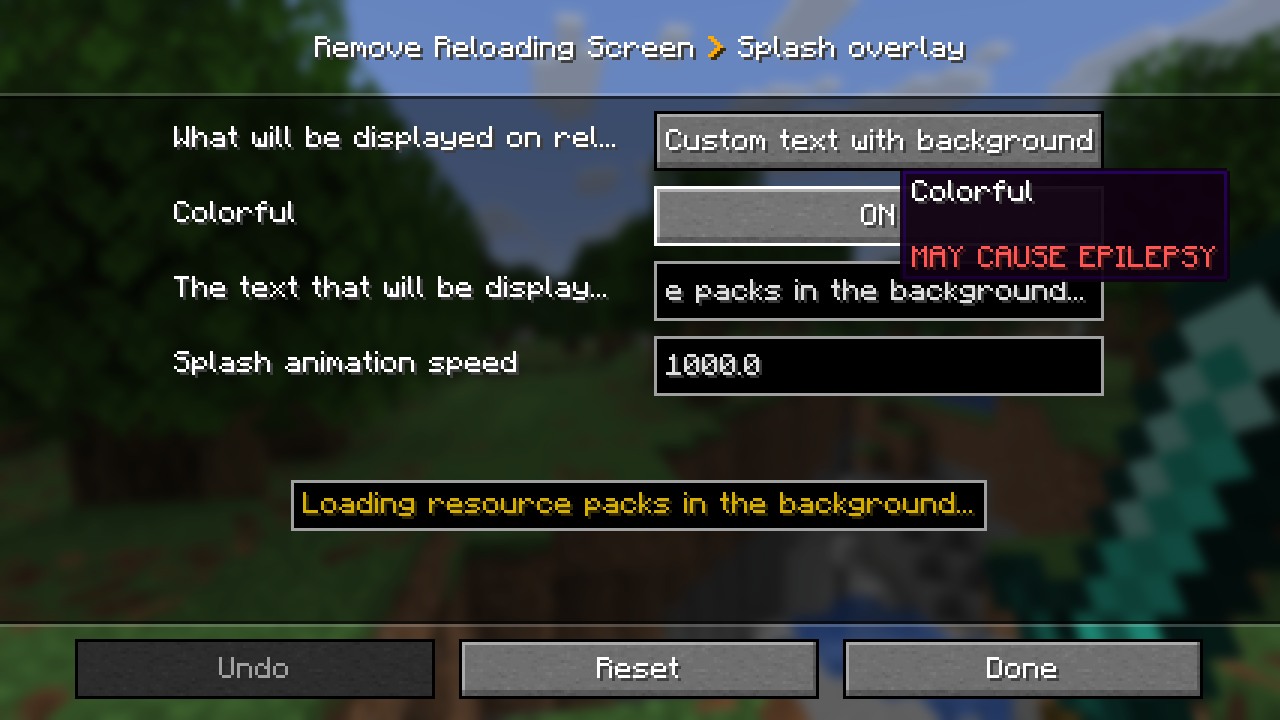 Remove Reloading Screen > Splash overlay
What will be displayed on rel...
Custom text with background
Colorful
ON
Colorful
MAY CAUSE EPILEPSY
The text that will be display...
e packs in the background...
Splash animation speed
1000.0
Loading resource packs in the background...
Undo
Reset
Done